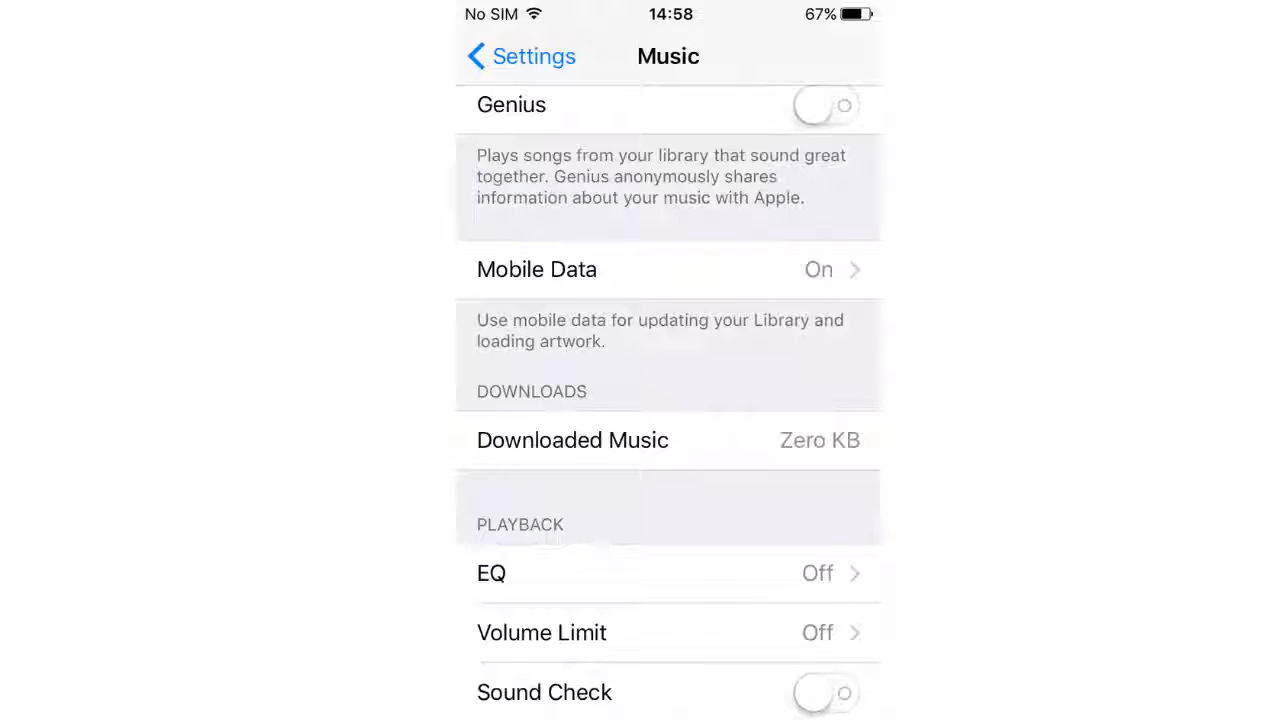 No SIM 14:58 67%
Settings Music
Genius
Plays songs from your library that sound great
together. Genius anonymously shares
information about your music with Apple.
Mobile Data On
Use mobile data for updating your Library and
loading artwork.
DOWNLOADS
Downloaded Music Zero KB
PLAYBACK
EQ Off
Volume Limit Off
Sound Check